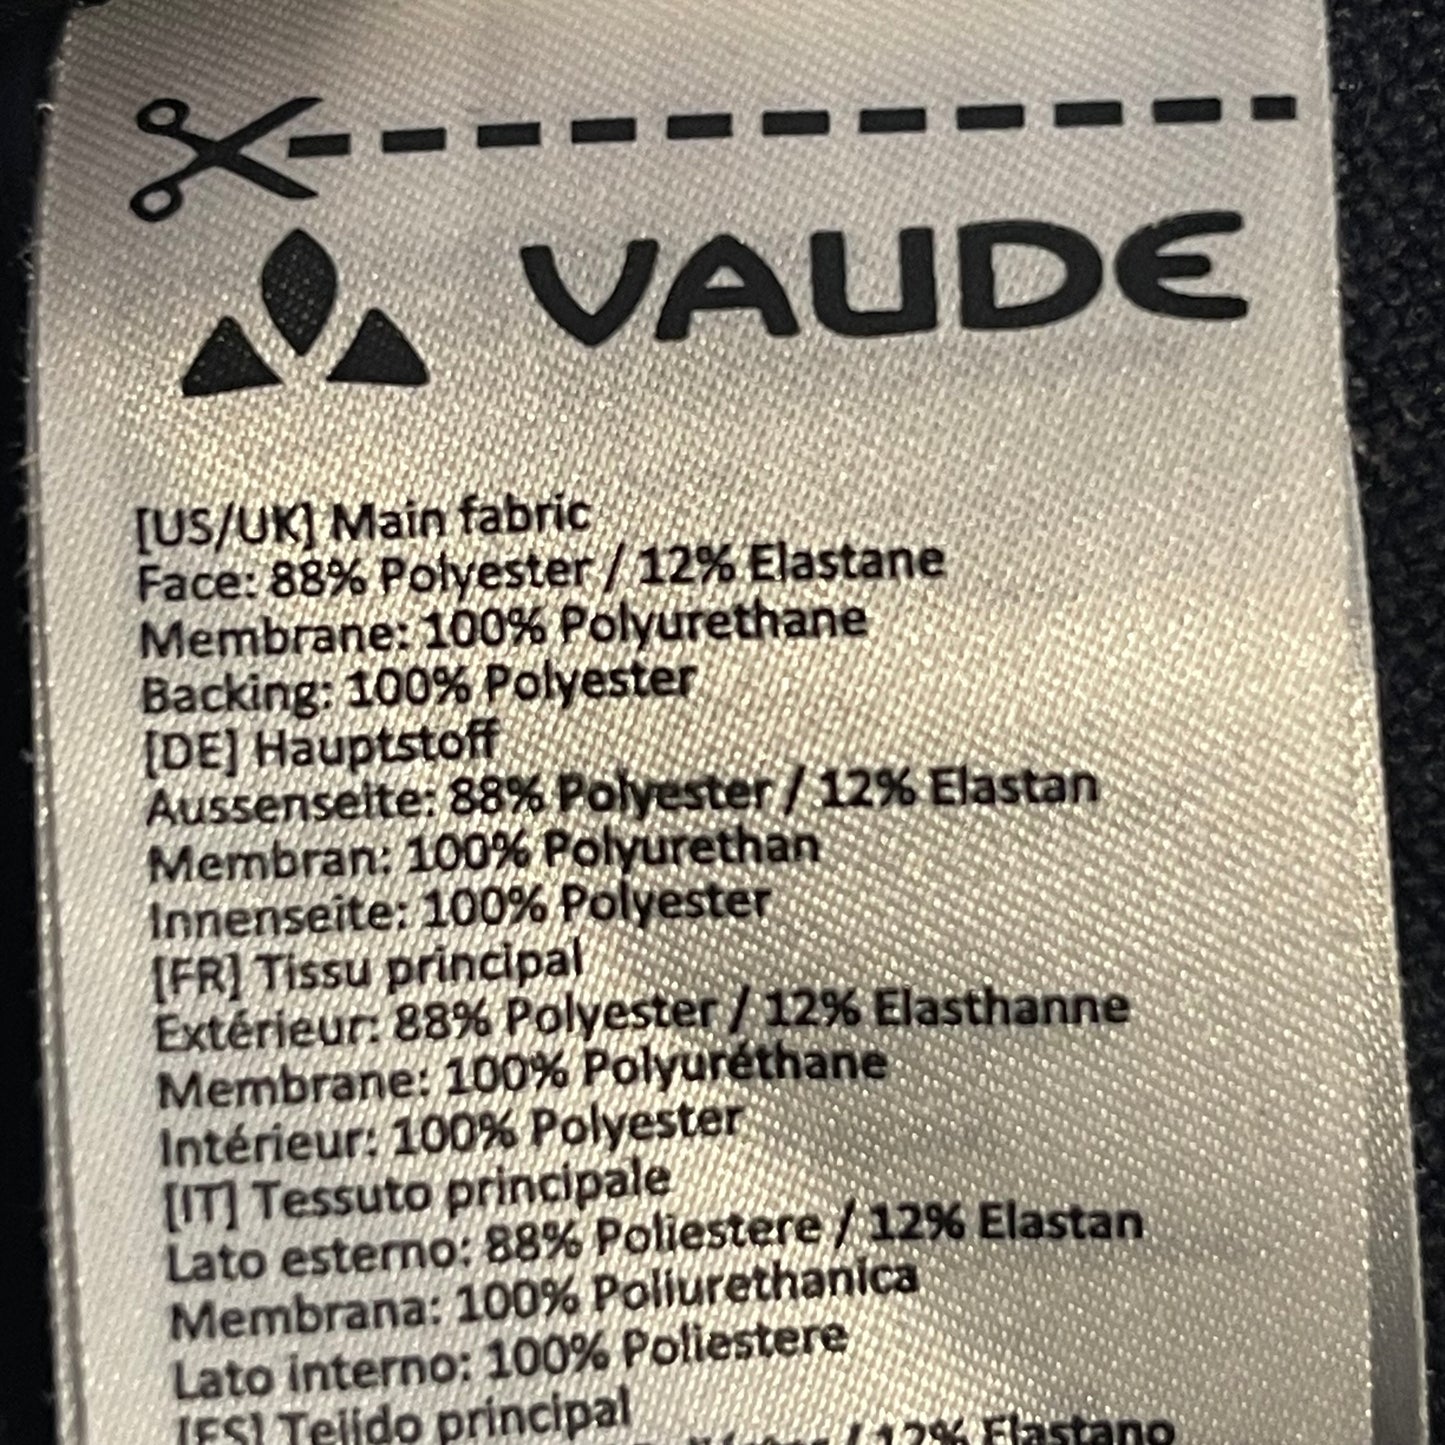 VAUDE
[US/UK] Main fabric
Face: 88% Polyester / 12% Elastane
Membrane: 100% Polyurethane
Backing: 100% Polyester
[DE] Hauptstoff
Aussenseite: 88% Polyester / 12% Elastan
Membran: 100% Polyurethan
Innenseite: 100% Polyester
[FR] Tissu principal
Extérieur: 88% Polyester / 12% Elasthanne
Membrane: 100% Polyuréthane
Intérieur: 100% Polyester
[IT] Tessuto principale
Lato esterno: 88% Poliestere / 12% Elastan
Membrana: 100% Poliurethanica
Lato interno: 100% Poliestere
[ES] Tejido principal
/ 12% Elastano